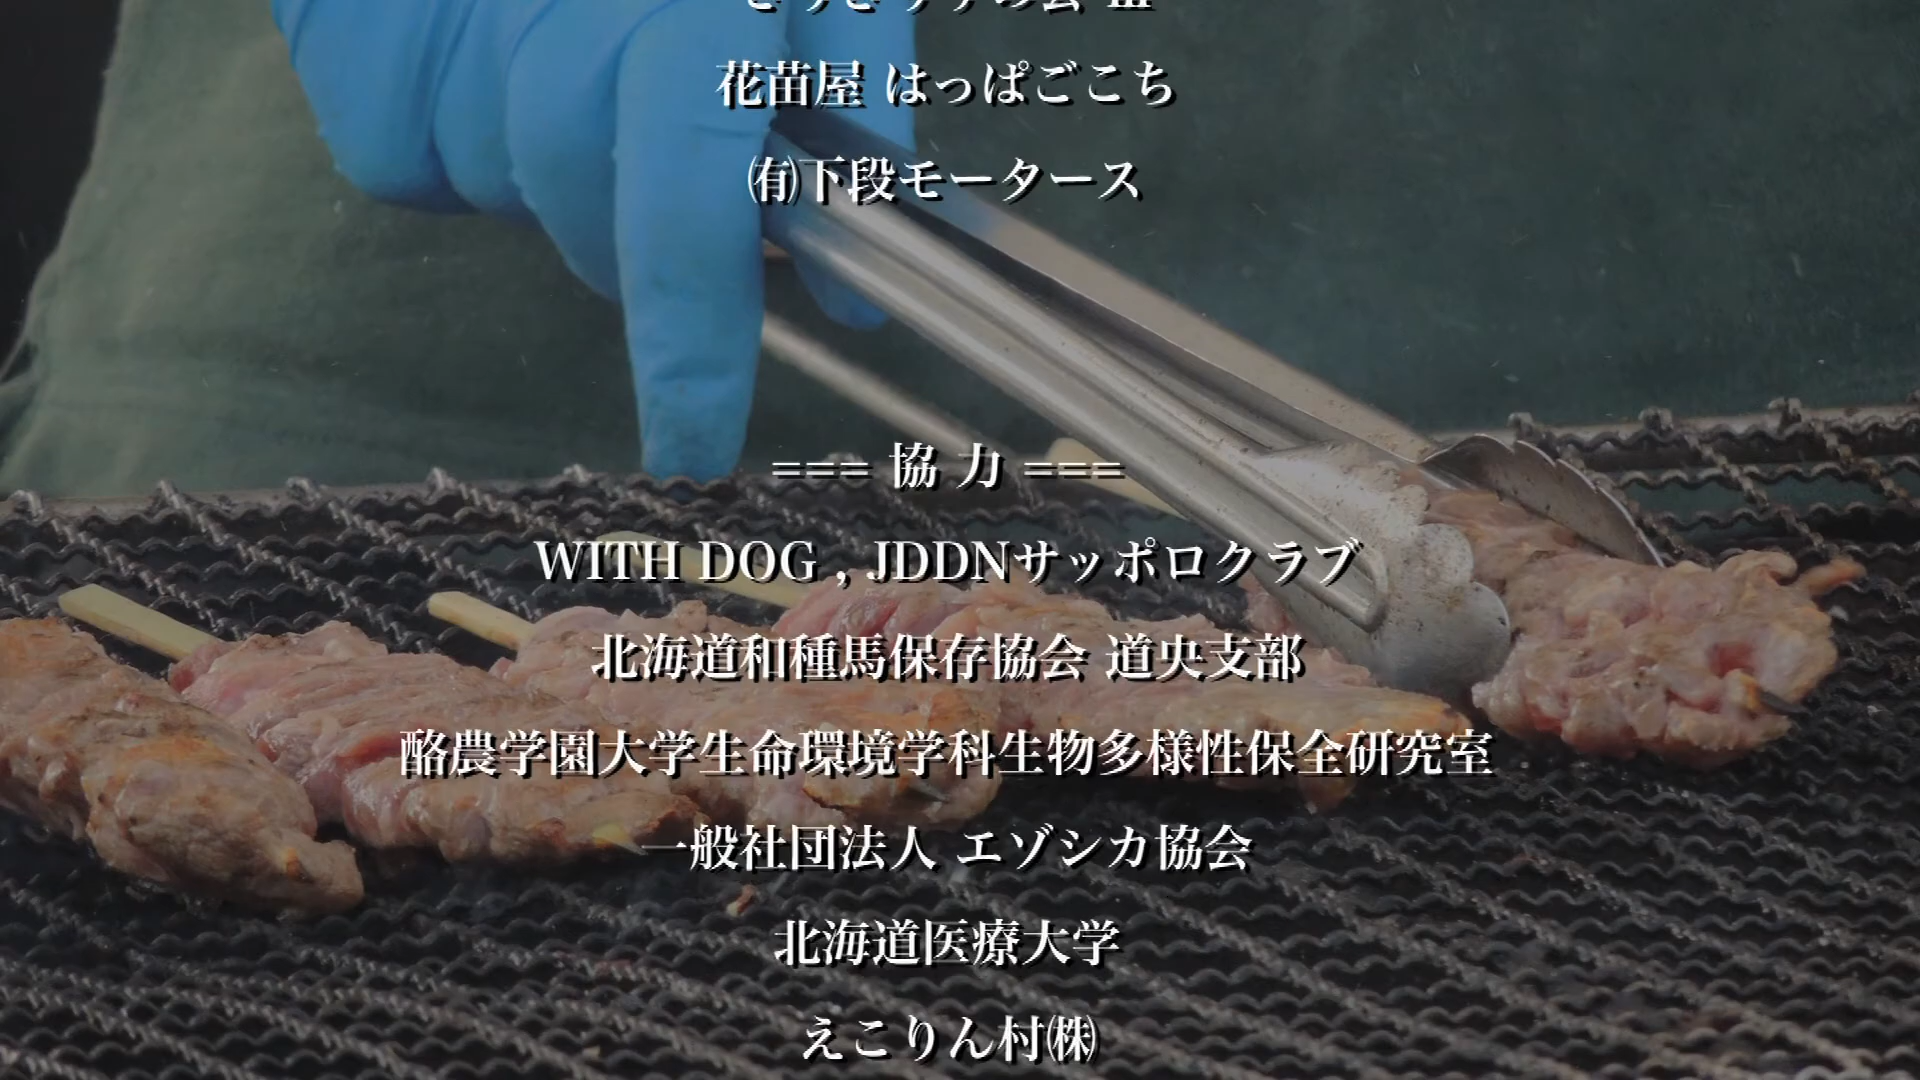 花苗屋 はっぱごこち
㈲下段モータース
=== 協 力 ===
WITH DOG , JDDNサッポロクラブ
北海道和種馬保存協会 道央支部
酪農学園大学生命環境学科生物多様性保全研究室
一般社団法人 エゾシカ協会
北海道医療大学
えこりん村㈱